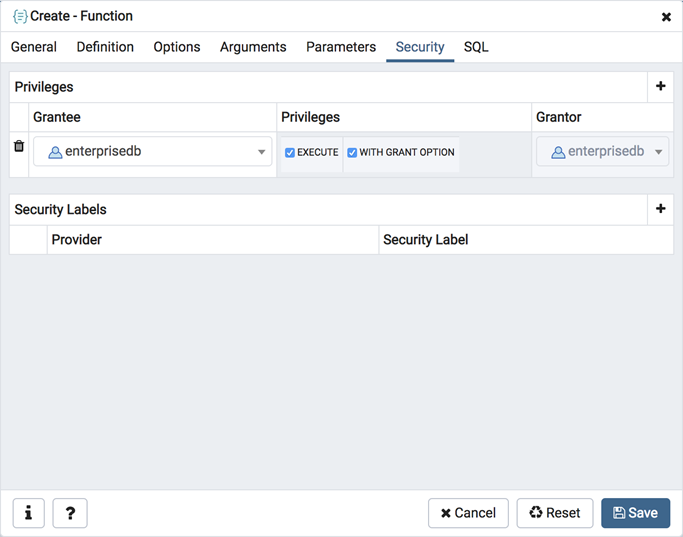 Create - Function
General Definition Options Arguments Parameters Security SQL
Privileges
Grantee Privileges Grantor
enterprisedb EXECUTE WITH GRANT OPTION enterprisedb
Security Labels
Provider Security Label
i ? Cancel Reset Save